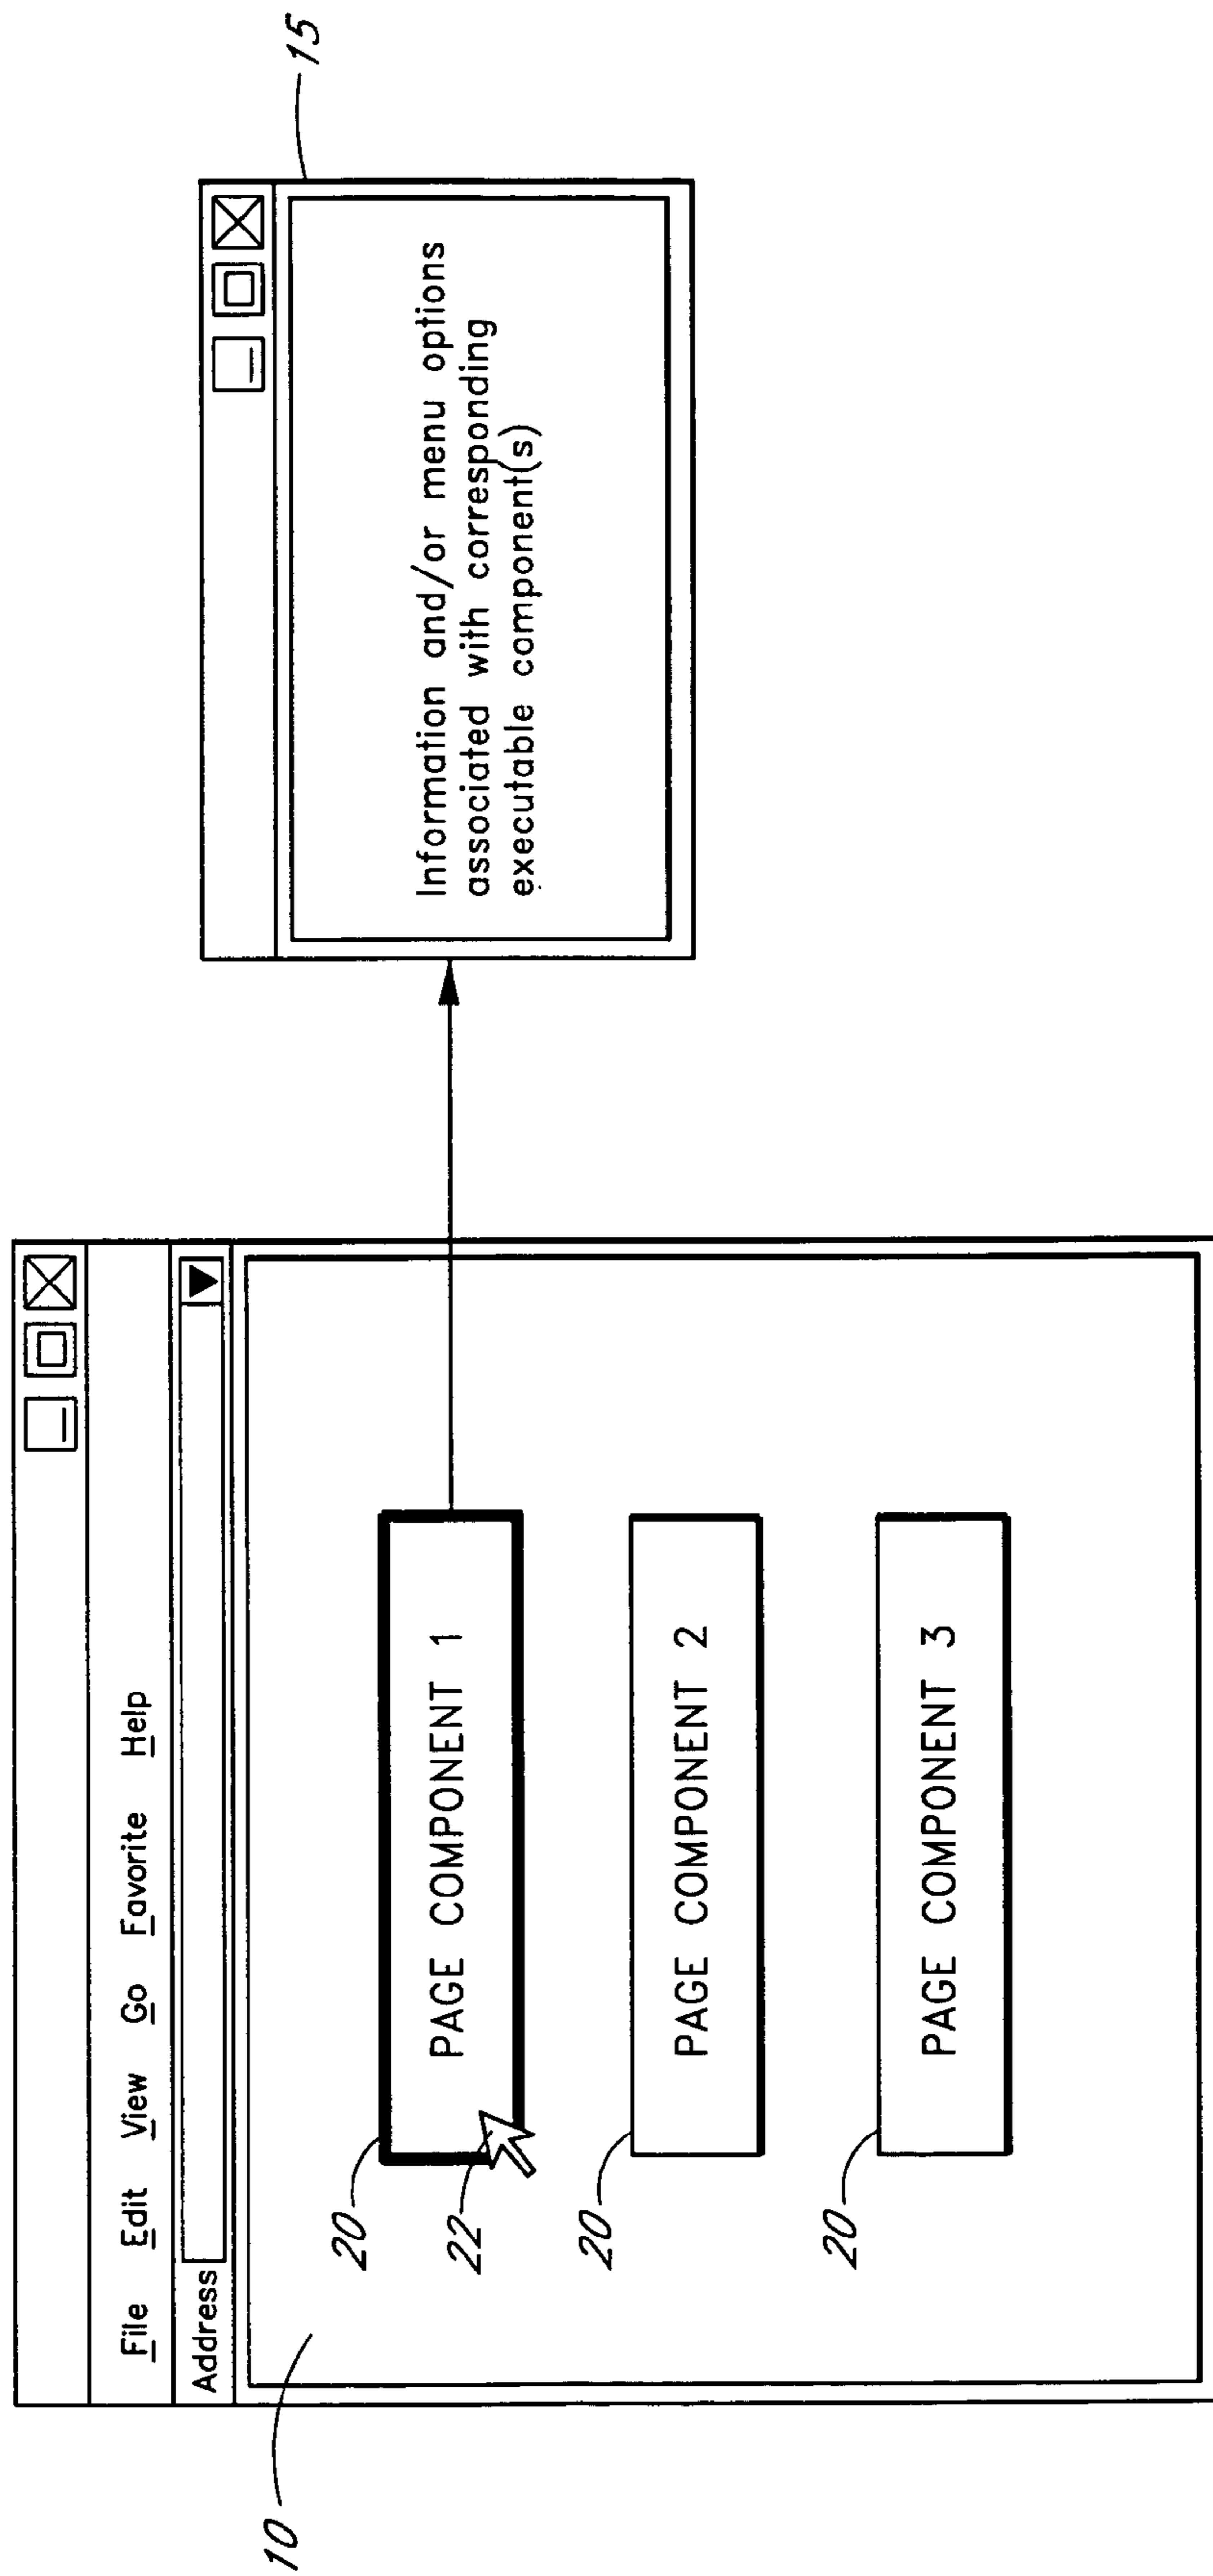 File Edit View Go Favorite Help
Address
10
20
PAGE COMPONENT 1
22
20
PAGE COMPONENT 2
20
PAGE COMPONENT 3
15
Information and/or menu options
associated with corresponding
executable component(s)